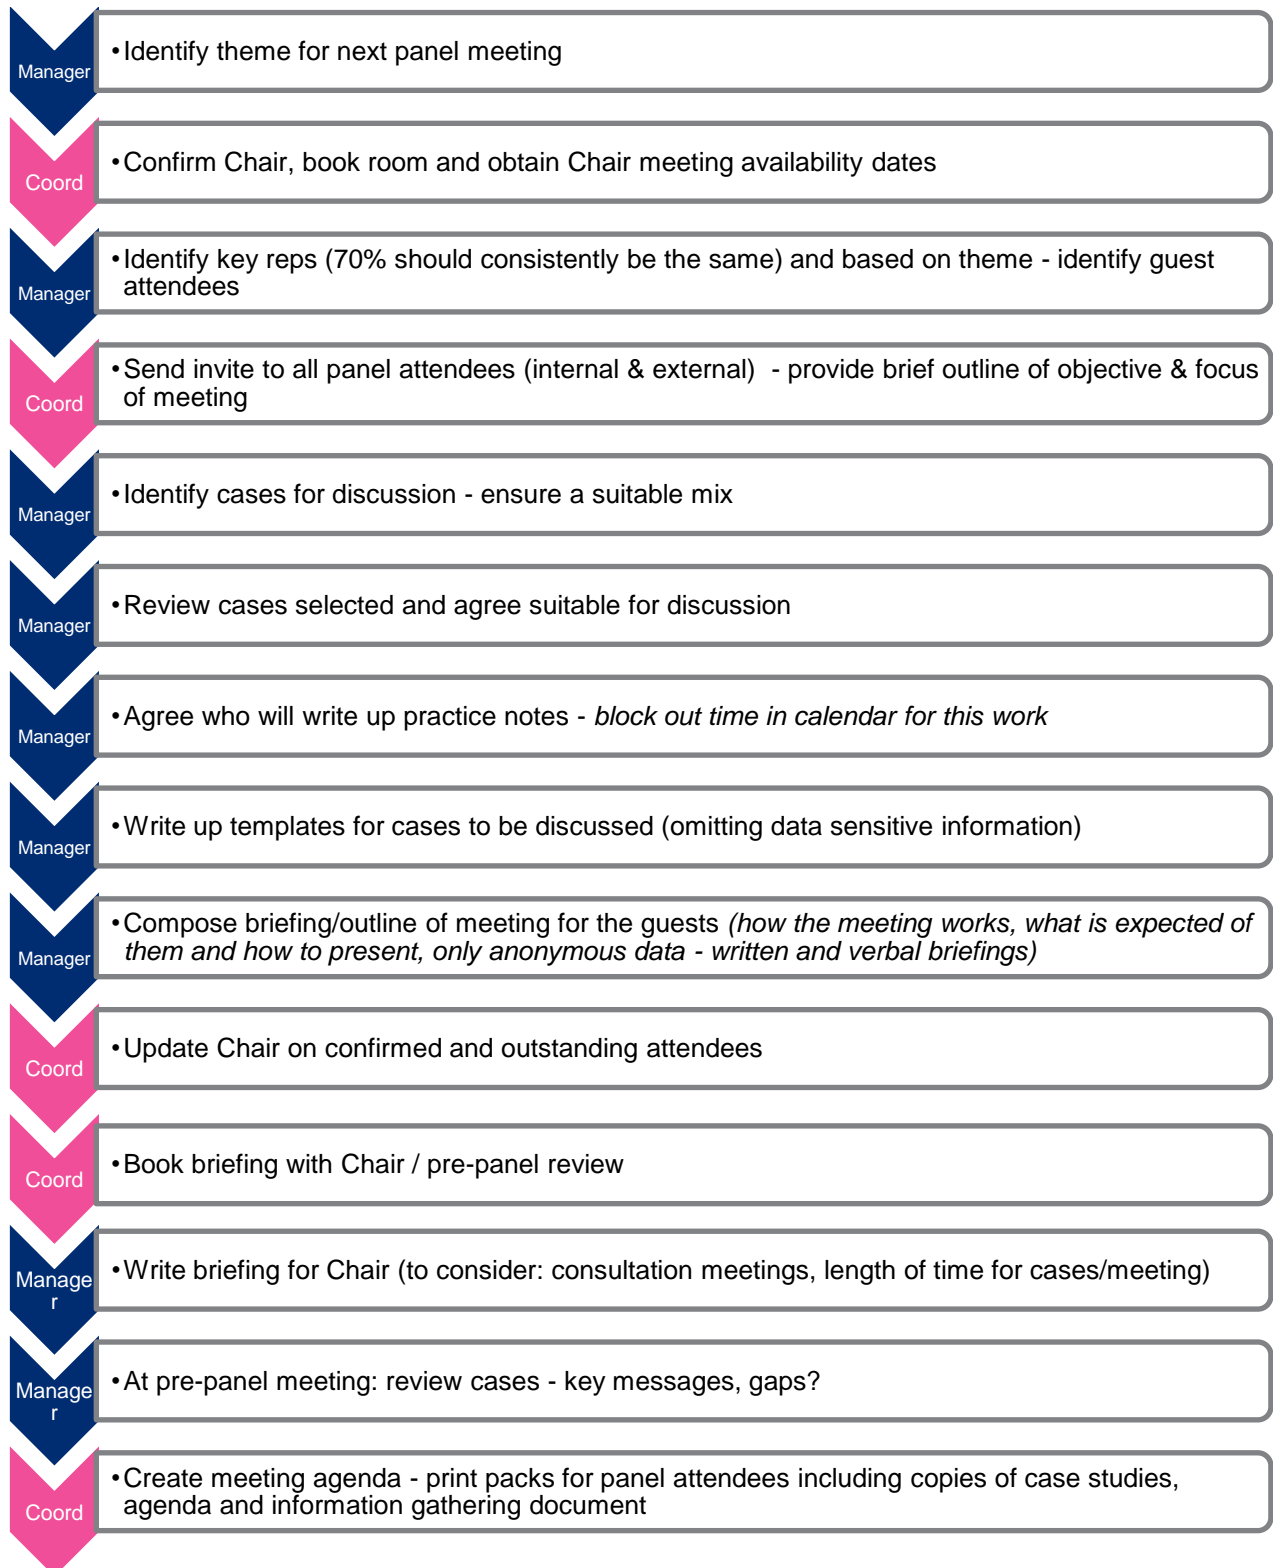 Manager
•Identify theme for next panel meeting
Coord
•Confirm Chair, book room and obtain Chair meeting availability dates
Manager
•Identify key reps (70% should consistently be the same) and based on theme - identify guest
attendees
Coord
•Send invite to all panel attendees (internal & external)  - provide brief outline of objective & focus
of meeting
Manager
•Identify cases for discussion - ensure a suitable mix
Manager
•Review cases selected and agree suitable for discussion
Manager
•Agree who will write up practice notes - block out time in calendar for this work
Manager
•Write up templates for cases to be discussed (omitting data sensitive information)
Manager
•Compose briefing/outline of meeting for the guests (how the meeting works, what is expected of
them and how to present, only anonymous data - written and verbal briefings)
Coord
•Update Chair on confirmed and outstanding attendees
Coord
•Book briefing with Chair / pre-panel review
Manage
r
•Write briefing for Chair (to consider: consultation meetings, length of time for cases/meeting)
Manage
r
•At pre-panel meeting: review cases - key messages, gaps?
Coord
•Create meeting agenda - print packs for panel attendees including copies of case studies,
agenda and information gathering document